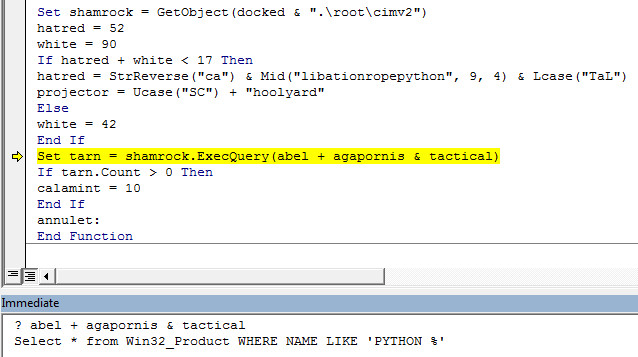 Set shamrock = GetObject(docked & ".\root\cimv2")
hatred = 52
white = 90
If hatred + white < 17 Then
hatred = StrReverse("ca") & Mid("libationropepython", 9, 4) & Lcase("TaL")
projector = Ucase("SC") + "hoolyard"
Else
white = 42
End If
Set tarn = shamrock.ExecQuery(abel + agapornis & tactical)
If tarn.Count > 0 Then
calamint = 10
End If
annulet:
End Function
Immediate
? abel + agapornis & tactical
Select * from Win32_Product WHERE NAME LIKE 'PYTHON %'